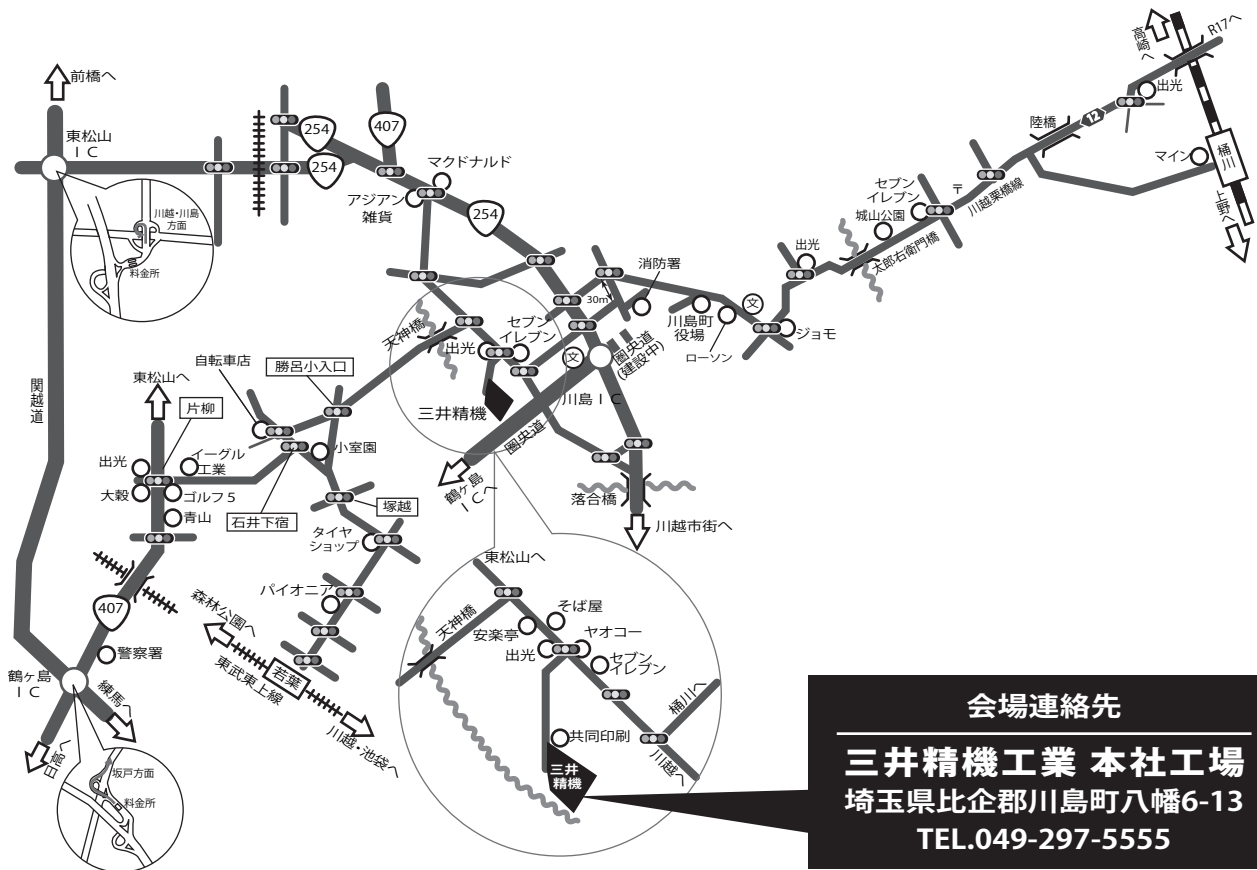 前橋へ
東松山
IC
254
254
407
マクドナルド
アジアン
雑貨
254
川越・川島
方面
料金所
関越道
高崎へ
R17へ
出光
12
陸橋
マイン
桶川
上野へ
セブン
イレブン
〒
川越栗橋線
城山公園
太郎右衛門橋
出光
消防署
30m
川島町
役場
ローソン
文
ジョモ
圏央道
(建設中)
文
川島IC
天神橋
セブン
イレブン
出光
三井精機
圏央道
鶴ヶ島
ICへ
落合橋
川越市街へ
自転車店
勝呂小入口
東松山へ
片柳
出光
イーグル
工業
小室園
大穀
ゴルフ5
青山
石井下宿
塚越
タイヤ
ショップ
パイオニア
407
警察署
鶴ヶ島
IC
練馬へ
日高へ
坂戸方面
料金所
森林公園へ
若葉
東武東上線
川越・池袋へ
東松山へ
天神橋
そば屋
安楽亭
ヤオコー
出光
セブン
イレブン
桶川へ
川越へ
共同印刷
三井
精機
会場連絡先
三井精機工業 本社工場
埼玉県比企郡川島町八幡6-13
TEL.049-297-5555